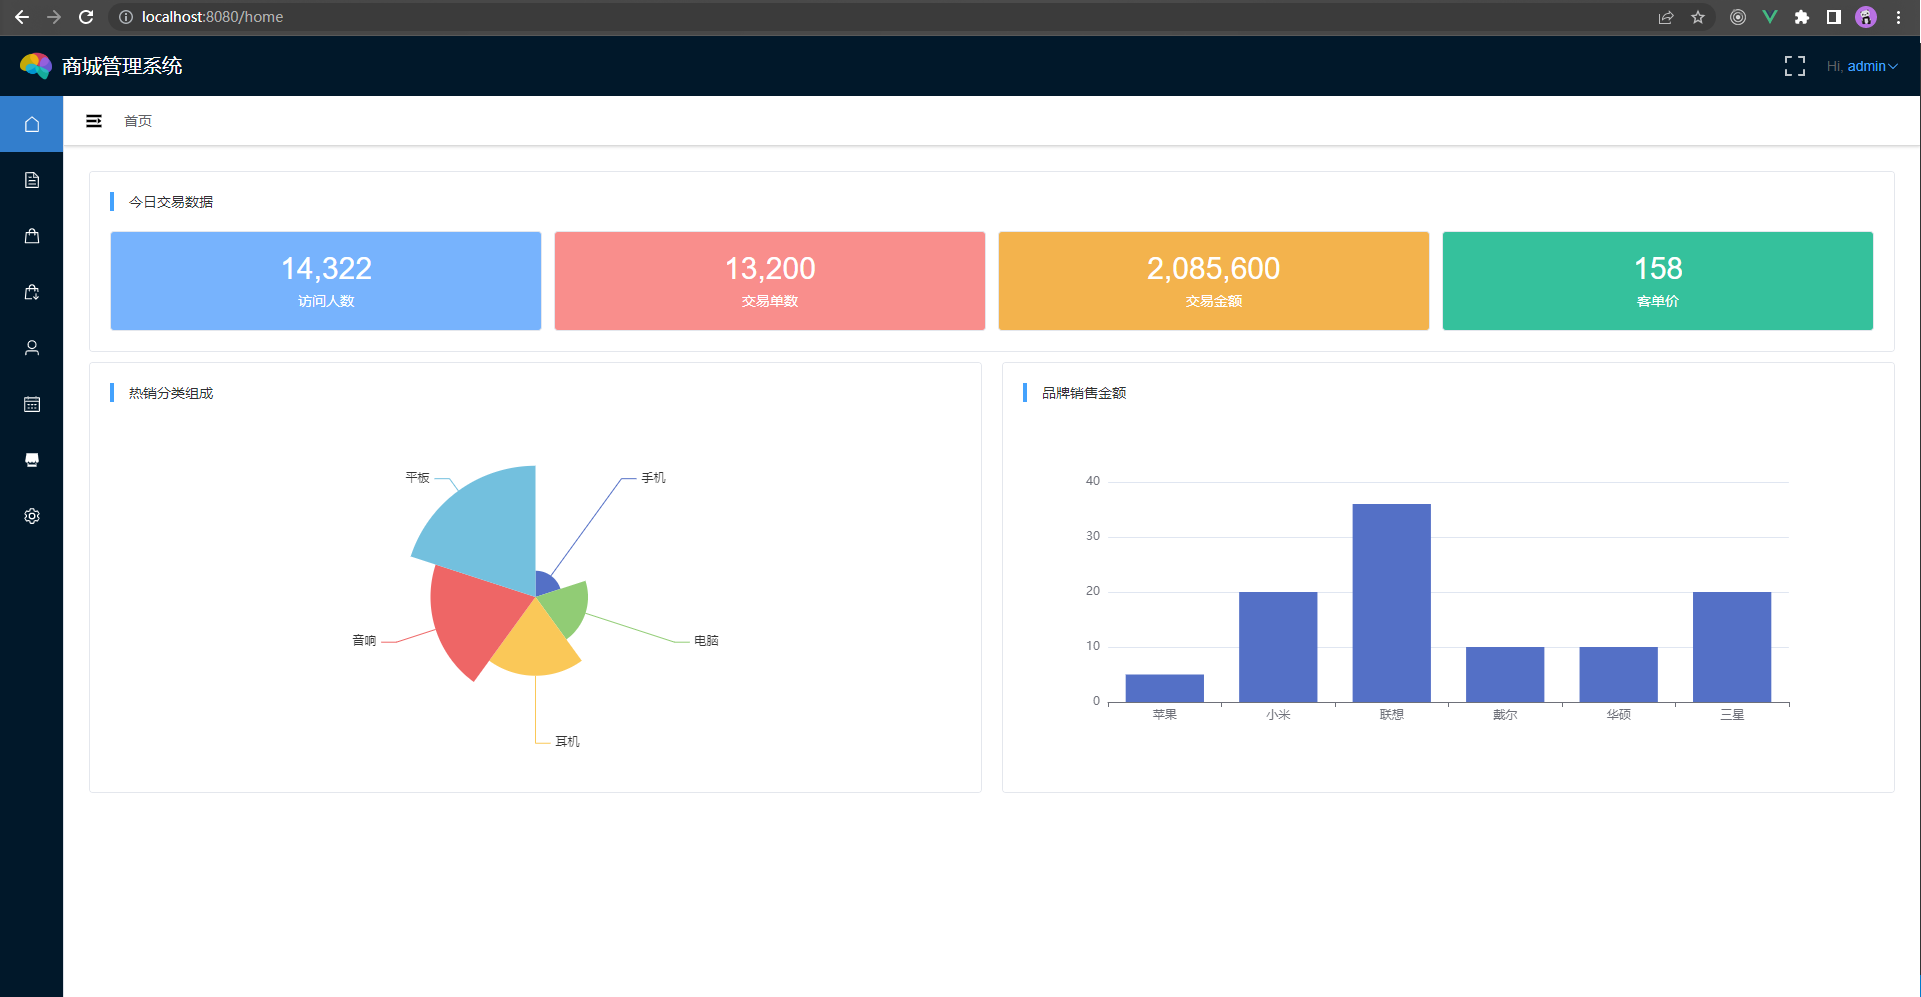 localhost:8080/home
商城管理系统
Hi, admin
首页
今日交易数据
14,322
访问人数
13,200
交易单数
2,085,600
交易金额
158
客单价
热销分类组成
平板
手机
音响
电脑
耳机
品牌销售金额
40
30
20
10
0
苹果 小米 联想 戴尔 华硕 三星